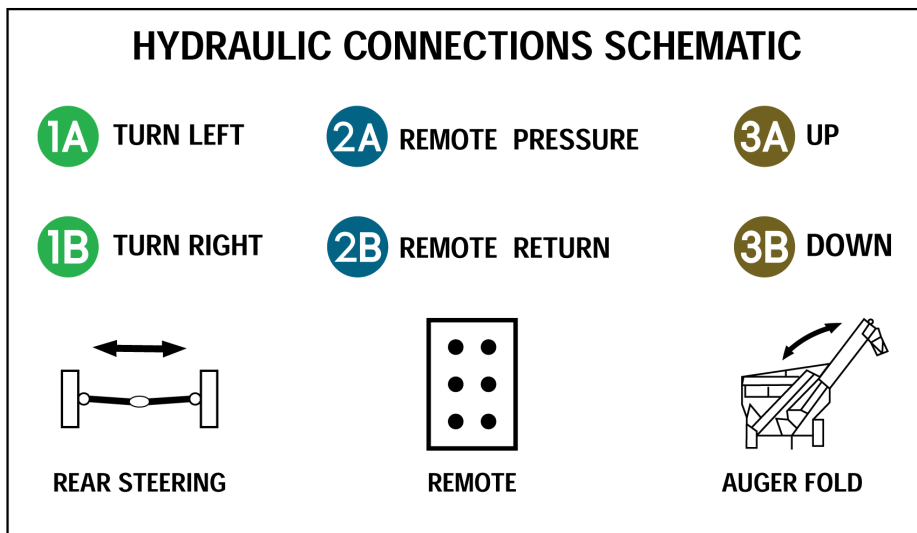 HYDRAULIC CONNECTIONS SCHEMATIC
1A TURN LEFT
2A REMOTE PRESSURE
3A UP
1B TURN RIGHT
2B REMOTE RETURN
3B DOWN
REAR STEERING
REMOTE
AUGER FOLD